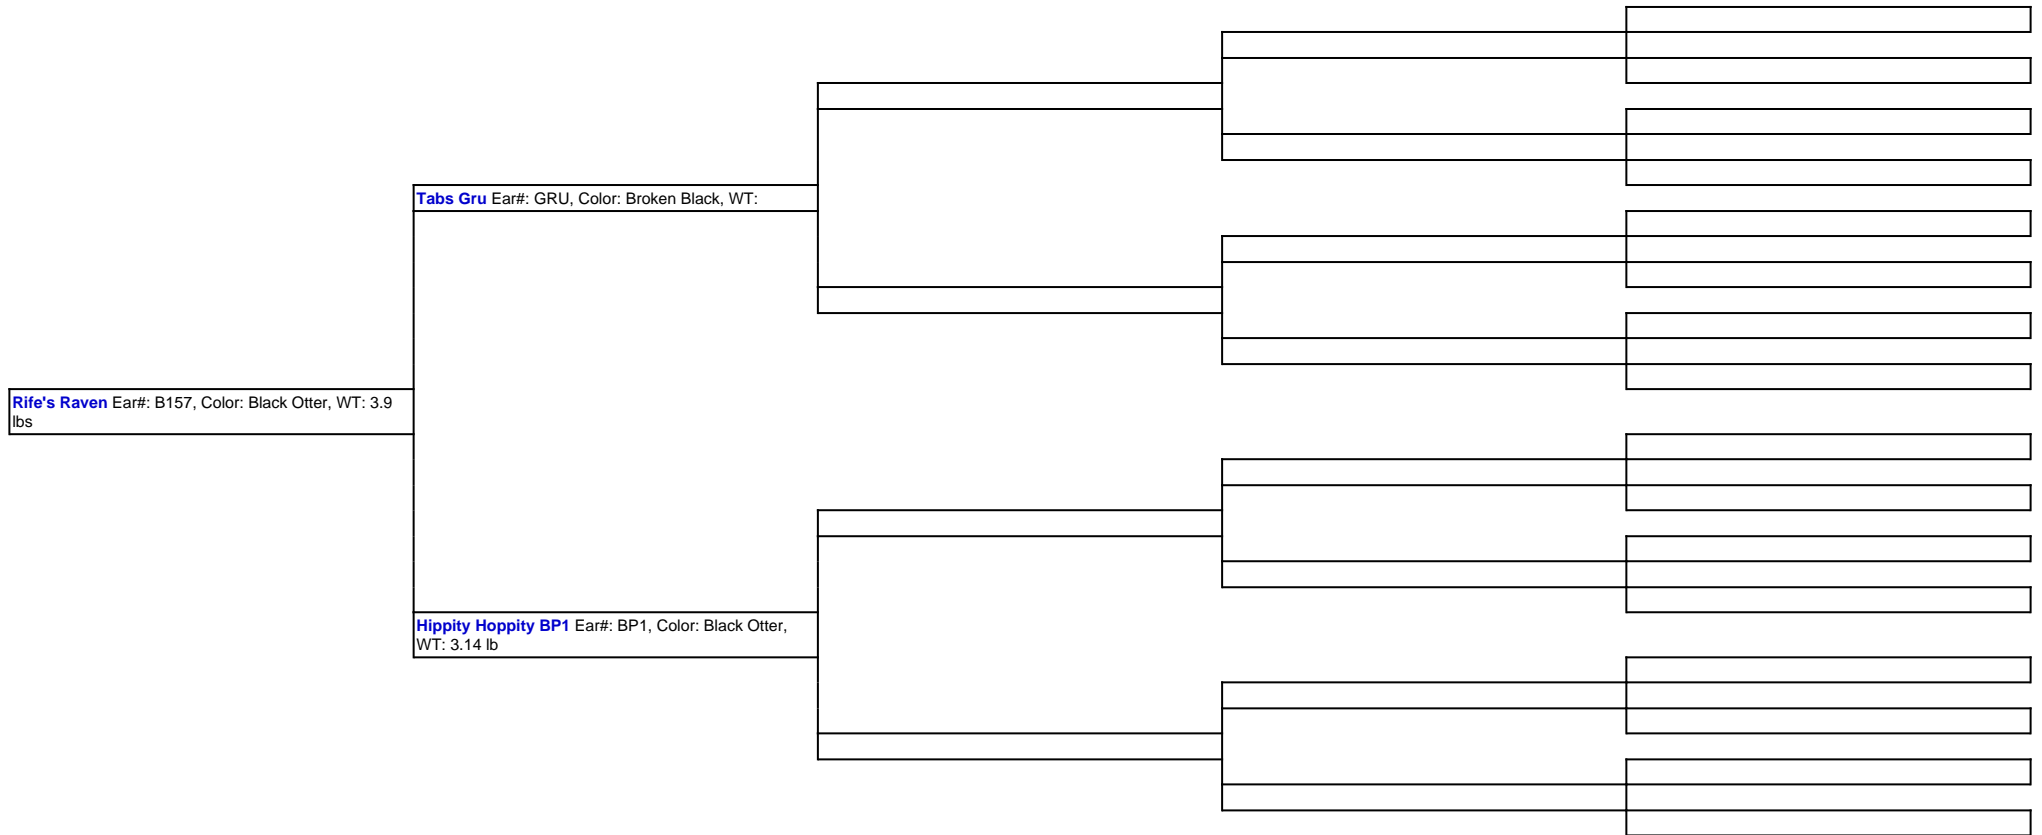 Tabs Gru Ear#: GRU, Color: Broken Black, WT:
Rife's Raven Ear#: B157, Color: Black Otter, WT: 3.9
lbs
Hippity Hoppity BP1 Ear#: BP1, Color: Black Otter,
WT: 3.14 lb